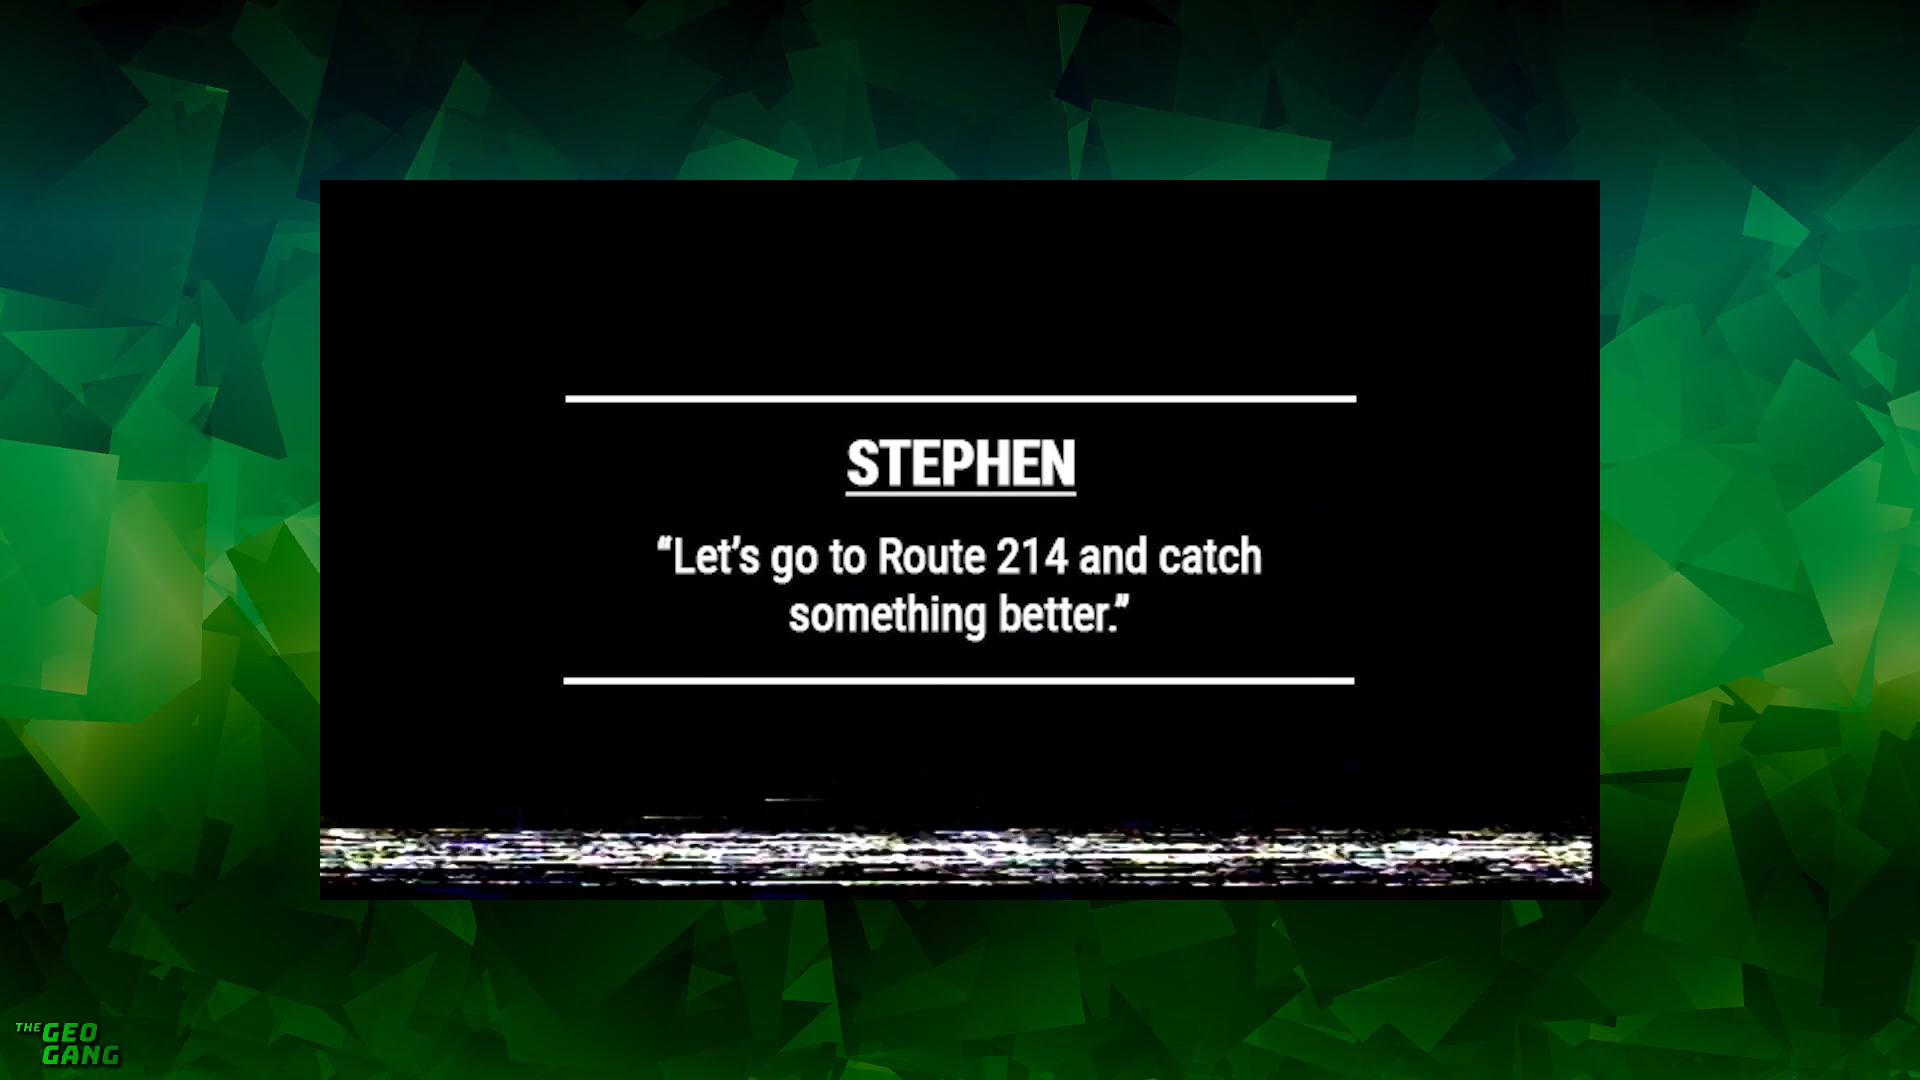 STEPHEN
“Let’s go to Route 214 and catch
something better.”
THE GEO
GANG